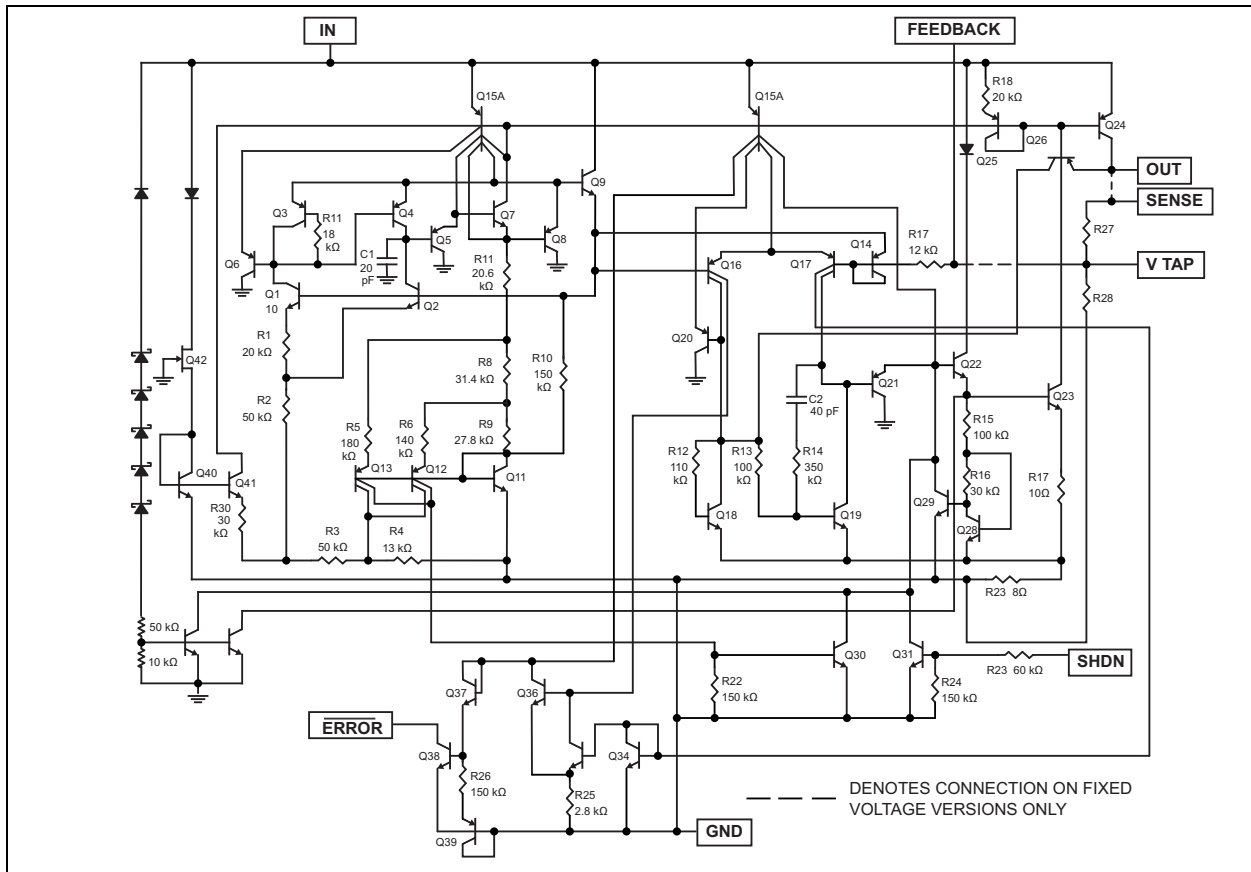 IN
FEEDBACK
Q15A
Q15A
R18
20 kΩ
Q26
Q24
Q25
OUT
SENSE
V TAP
Q3
R11
18
kΩ
Q4
C1
20
pF
Q5
Q6
Q7
Q8
Q9
R11
20.6
kΩ
Q1
10
Q2
R1
20 kΩ
R2
50 kΩ
Q42
Q16
Q17
Q14
R17
12 kΩ
R27
R28
Q20
R8
31.4 kΩ
R10
150
kΩ
R5
180
kΩ
R6
140
kΩ
R9
27.8 kΩ
Q13
Q12
Q11
Q40
Q41
R30
30
kΩ
R3
50 kΩ
R4
13 kΩ
C2
40 pF
Q21
Q22
Q23
R15
100 kΩ
R12
110
kΩ
R13
100
kΩ
R14
350
kΩ
R16
30 kΩ
R17
10Ω
Q18
Q19
Q29
Q28
R23 8Ω
50 kΩ
10 kΩ
Q30
Q31
R23 60 kΩ
SHDN
R22
150 kΩ
R24
150 kΩ
Q37
Q36
ERROR
Q38
Q34
R26
150 kΩ
R25
2.8 kΩ
Q39
GND
DENOTES CONNECTION ON FIXED
VOLTAGE VERSIONS ONLY